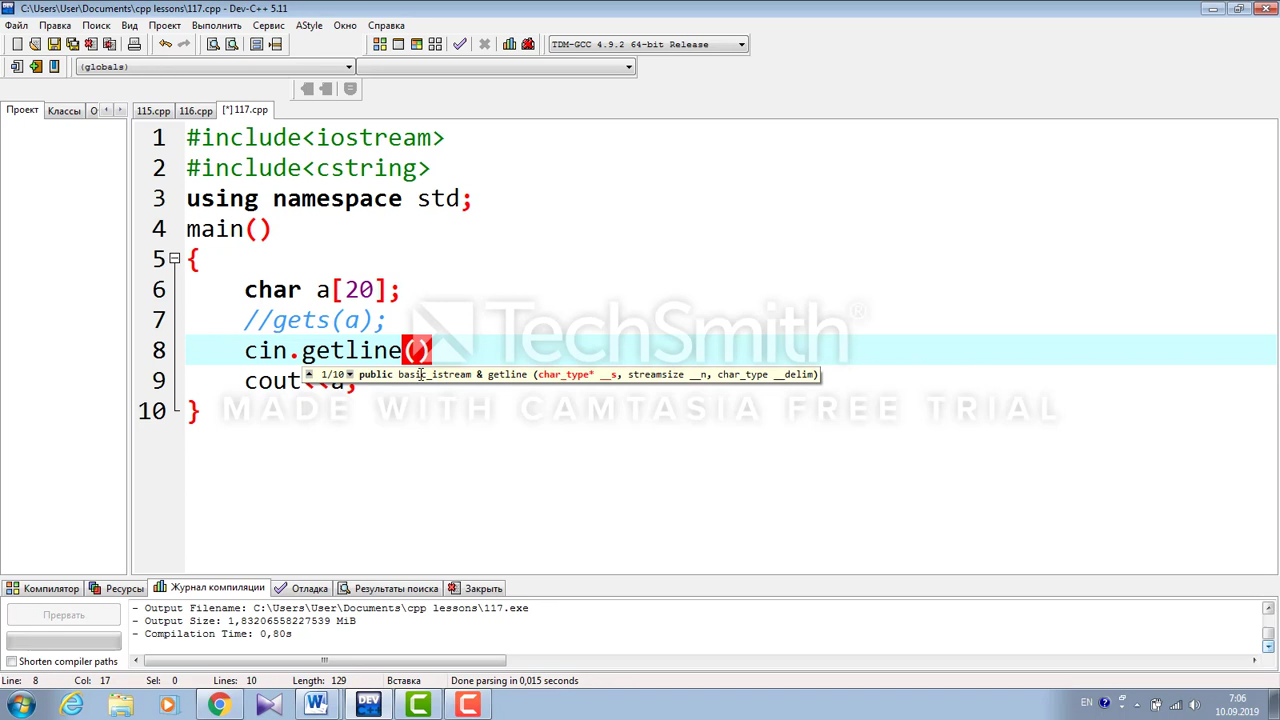 C:\Users\User\Documents\cpp lessons\117.cpp - Dev-C++ 5.11
Файл Правка Поиск Вид Проект Выполнить Сервис AStyle Окно Справка
TDM-GCC 4.9.2 64-bit Release
(globals)
Проект Классы О 115.cpp 116.cpp [*] 117.cpp
1 #include<iostream>
2 #include<cstring>
3 using namespace std;
4 main()
5 {
6 char a[20];
7 //gets(a);
8 cin.getline()
1/10 public basic_istream & getline (char_type* __s, streamsize __n, char_type __delim)
9 cout<<a;
10 }
TechSmith®
MADE WITH CAMTASIA FREE TRIAL
Компилятор Ресурсы Журнал компиляции Отладка Результаты поиска Закрыть
Прервать
Shorten compiler paths
- Output Filename: C:\Users\User\Documents\cpp lessons\117.exe
- Output Size: 1,83206558227539 MiB
- Compilation Time: 0,80s
Line: 8 Col: 17 Sel: 0 Lines: 10 Length: 129 Вставка Done parsing in 0,015 seconds
DEV
EN 7:06
10.09.2019